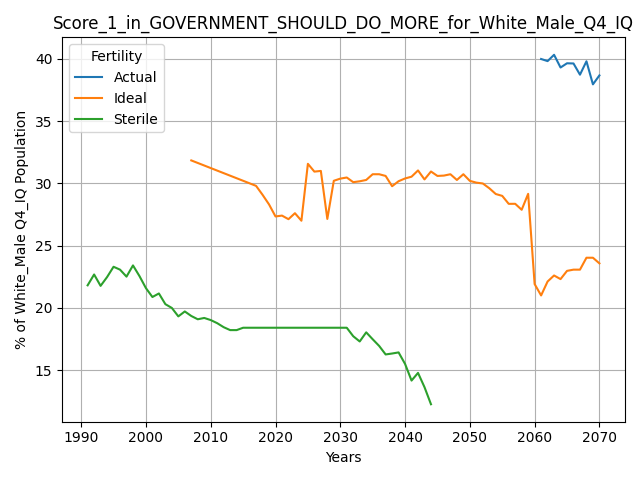 Score_1_in_GOVERNMENT_SHOULD_DO_MORE_for_White_Male_Q4_IQ
Fertility
Actual
Ideal
Sterile
% of White_Male Q4_IQ Population
40
35
30
25
20
15
1990 2000 2010 2020 2030 2040 2050 2060 2070
Years